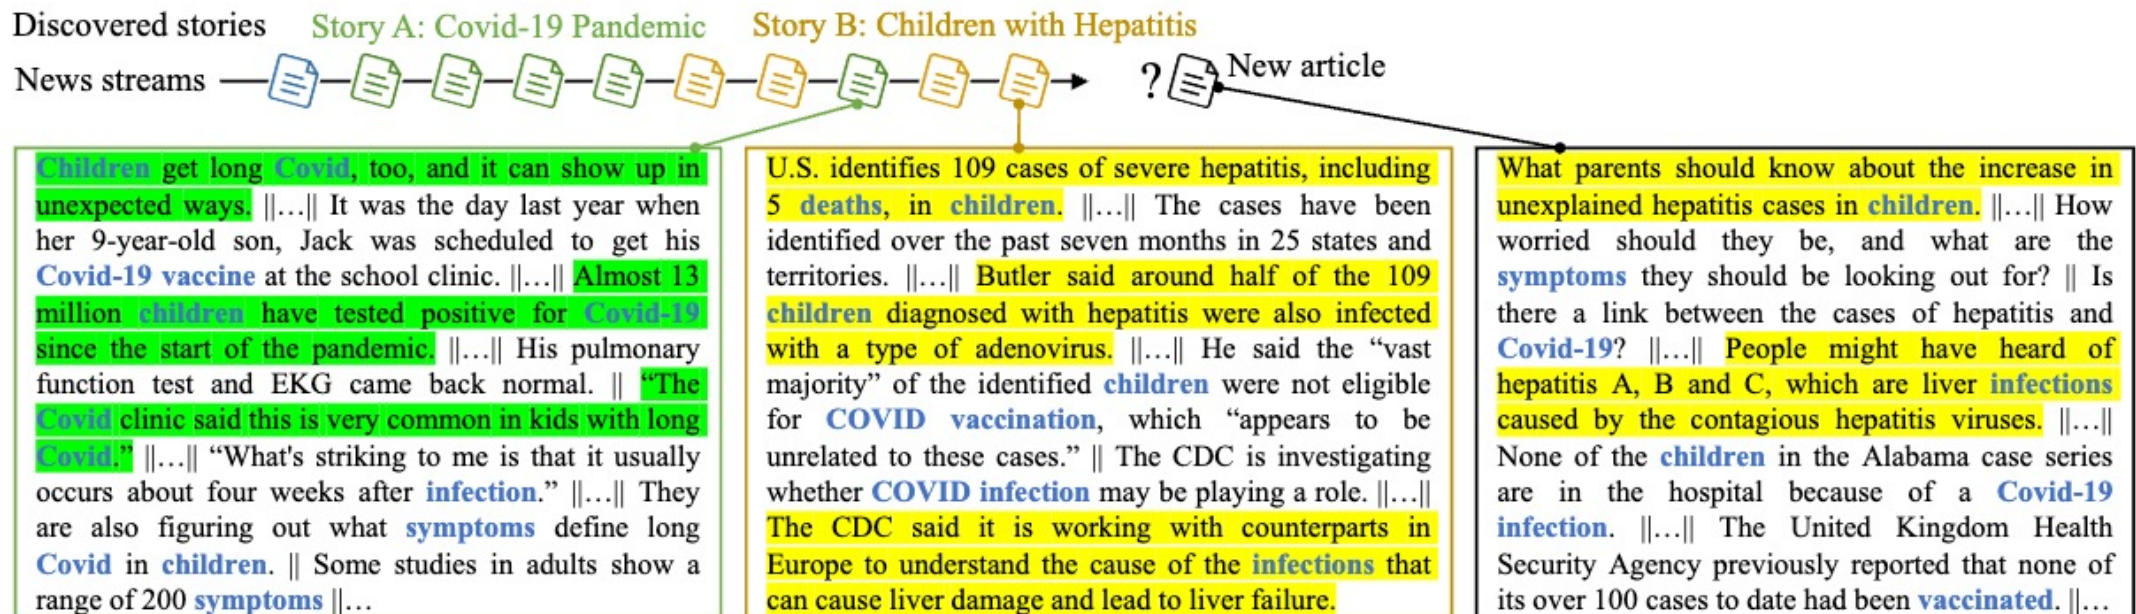 Discovered stories
Story A: Covid-19 Pandemic
Story B: Children with Hepatitis
News streams
? New article
Children get long Covid, too, and it can show up in
unexpected ways. ||...|| It was the day last year when
her 9-year-old son, Jack was scheduled to get his
Covid-19 vaccine at the school clinic. ||...|| Almost 13
million children have tested positive for Covid-19
since the start of the pandemic. ||...|| His pulmonary
function test and EKG came back normal. || “The
Covid clinic said this is very common in kids with long
Covid.” ||...|| “What's striking to me is that it usually
occurs about four weeks after infection.” ||...|| They
are also figuring out what symptoms define long
Covid in children. || Some studies in adults show a
range of 200 symptoms ||...
U.S. identifies 109 cases of severe hepatitis, including
5 deaths, in children. ||...|| The cases have been
identified over the past seven months in 25 states and
territories. ||...|| Butler said around half of the 109
children diagnosed with hepatitis were also infected
with a type of adenovirus. ||...|| He said the “vast
majority” of the identified children were not eligible
for COVID vaccination, which “appears to be
unrelated to these cases.” || The CDC is investigating
whether COVID infection may be playing a role. ||...||
The CDC said it is working with counterparts in
Europe to understand the cause of the infections that
can cause liver damage and lead to liver failure.
What parents should know about the increase in
unexplained hepatitis cases in children. ||...|| How
worried should they be, and what are the
symptoms they should be looking out for? || Is
there a link between the cases of hepatitis and
Covid-19? ||...|| People might have heard of
hepatitis A, B and C, which are liver infections
caused by the contagious hepatitis viruses. ||...||
None of the children in the Alabama case series
are in the hospital because of a Covid-19
infection. ||...|| The United Kingdom Health
Security Agency previously reported that none of
its over 100 cases to date had been vaccinated. ||...